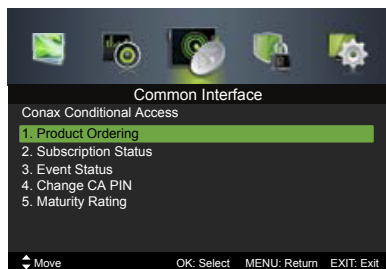 Common Interface
Conax Conditional Access
1. Product Ordering
2. Subscription Status
3. Event Status
4. Change CA PIN
5. Maturity Rating
Move OK: Select MENU: Return EXIT: Exit